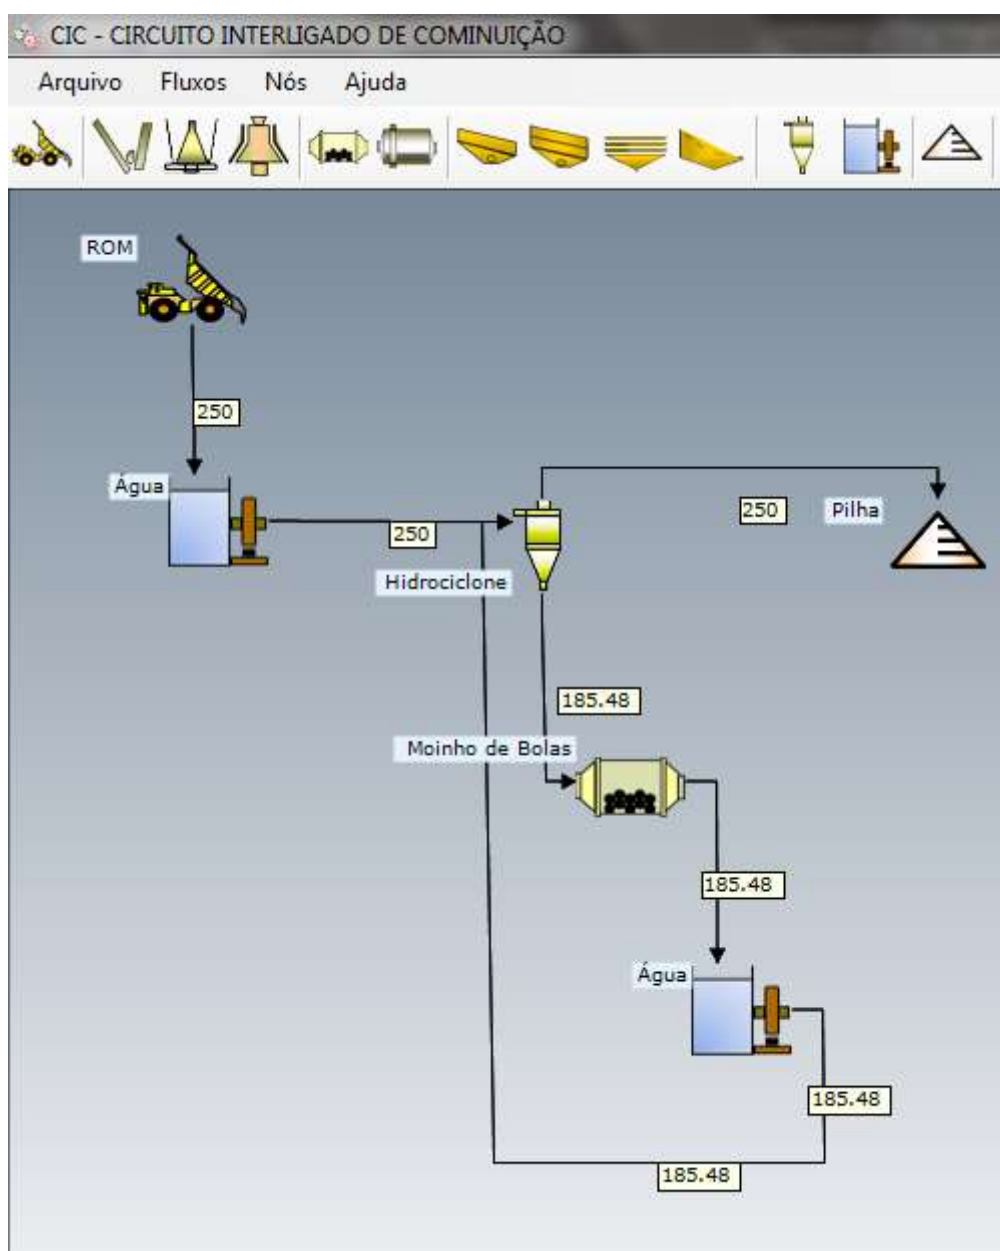 CIC - CIRCUITO INTERLIGADO DE COMINUIÇÃO
Arquivo Fluxos Nós Ajuda
ROM
250
Água
250
Hidrociclone
250
Pilha
185.48
Moinho de Bolas
185.48
Água
185.48
185.48